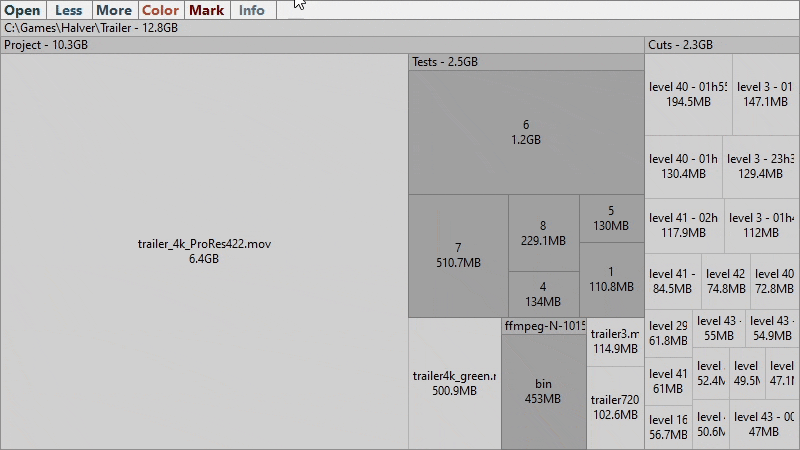 Open Less More Color Mark Info
C:\Games\Halver\Trailer - 12.8GB
Project - 10.3GB
trailer_4k_ProRes422.mov
6.4GB
Tests - 2.5GB
6
1.2GB
7
510.7MB
8
229.1MB
4
134MB
5
130MB
1
110.8MB
trailer4k_green.r
500.9MB
ffmpeg-N-1015
bin
453MB
trailer3.m
114.9MB
trailer720
102.6MB
Cuts - 2.3GB
level 40 - 01h55
194.5MB
level 3 - 01
147.1MB
level 40 - 01h
130.4MB
level 3 - 23h3
129.4MB
level 41 - 02h
117.9MB
level 3 - 01h4
112MB
level 41 -
84.5MB
level 42
74.8MB
level 40
72.8MB
level 29
61.8MB
level 43 -
55MB
level 43 -
54.9MB
level 41
61MB
level
52.4M
level
49.5M
level
47.1M
level 16
56.7MB
level
50.6M
level 43 - 00
47MB